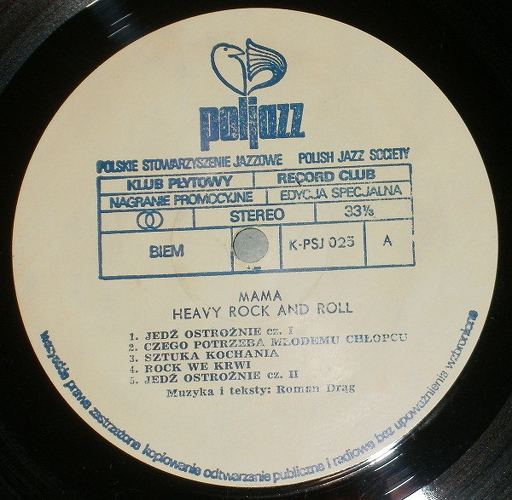 poljazz
POLSKIE STOWARZYSZENIE JAZZOWE POLISH JAZZ SOCIETY
KLUB PŁYTOWY RECORD CLUB
NAGRANIE PROMOCYJNE EDYCJA SPECJALNA
STEREO 33⅓
BIEM K-PSJ 025 A
MAMA
HEAVY ROCK AND ROLL
1. JEDŹ OSTROŻNIE cz. I
2. CZEGO POTRZEBA MŁODEMU CHŁOPCU
3. SZTUKA KOCHANIA
4. ROCK WE KRWI
5. JEDŹ OSTROŻNIE cz. II
Muzyka i teksty: Roman Drąg
wszystkie prawa zastrzeżone kopiowanie odtwarzanie publiczne i radiowe bez upoważnienia wzbronione